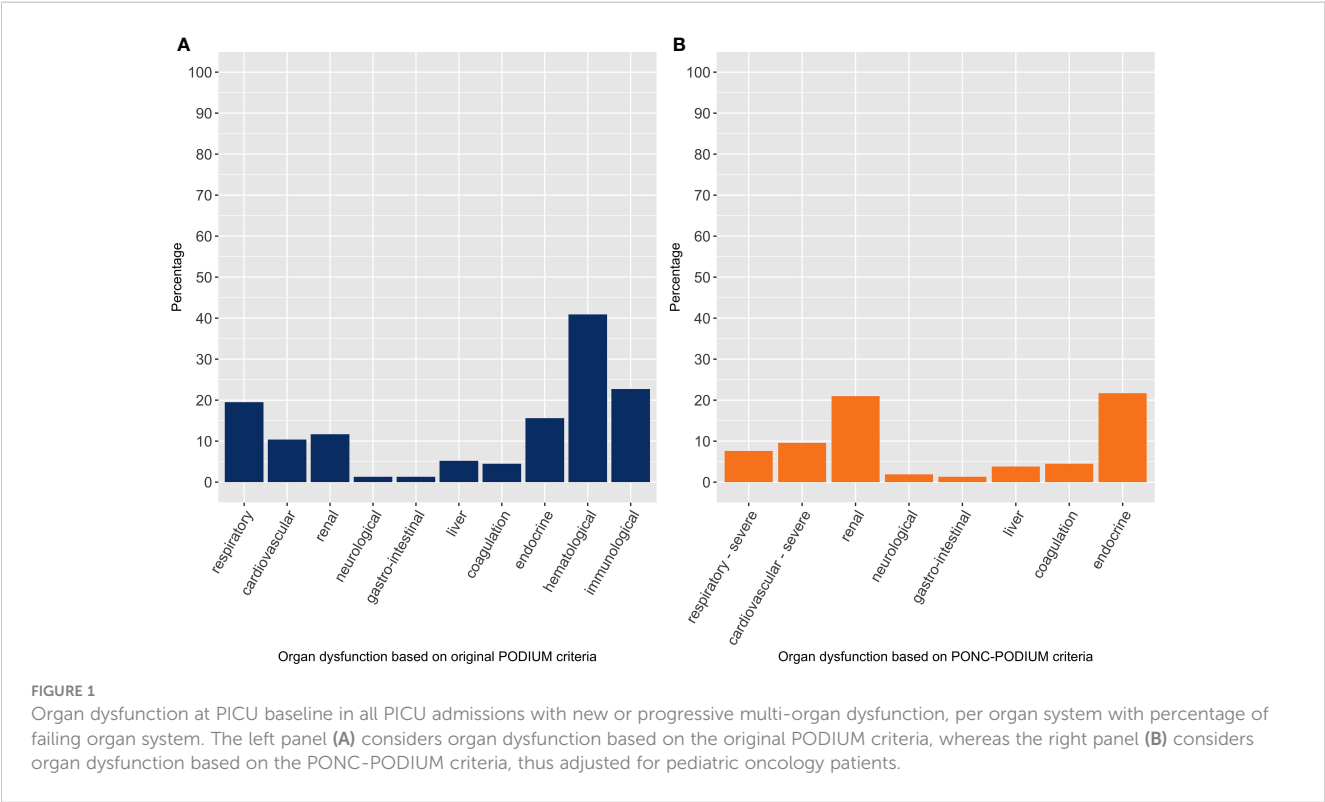 A
100
90
80
70
60
50
40
30
20
10
0
Percentage
respiratory
cardiovascular
renal
neurological
gastro-intestinal
liver
coagulation
endocrine
hematological
immunological
Organ dysfunction based on original PODIUM criteria
B
100
90
80
70
60
50
40
30
20
10
0
Percentage
respiratory - severe
cardiovascular - severe
renal
neurological
gastro-intestinal
liver
coagulation
endocrine
Organ dysfunction based on PONC-PODIUM criteria
FIGURE 1
Organ dysfunction at PICU baseline in all PICU admissions with new or progressive multi-organ dysfunction, per organ system with percentage of
failing organ system. The left panel (A) considers organ dysfunction based on the original PODIUM criteria, whereas the right panel (B) considers
organ dysfunction based on the PONC-PODIUM criteria, thus adjusted for pediatric oncology patients.